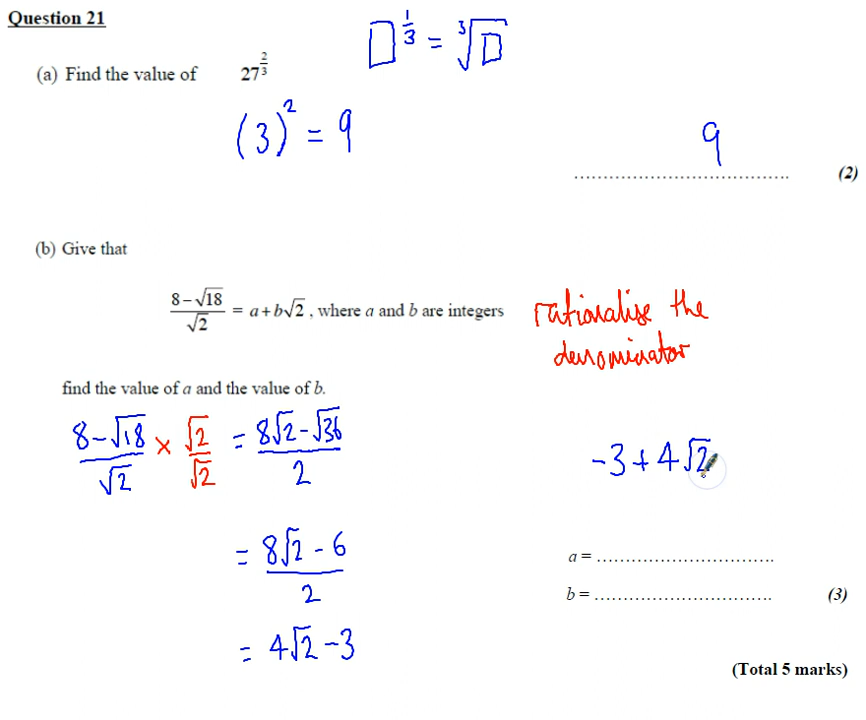 Question 21
□^(1/3) = ∛□
(a) Find the value of 27^(2/3)
(3)² = 9
9
(2)
(b) Give that
(8 − √18)/√2 = a + b√2 , where a and b are integers
rationalise the
denominator
find the value of a and the value of b.
(8 − √18)/√2 × √2/√2 = (8√2 − √36)/2
-3 + 4√2
= (8√2 − 6)/2
a = ................................
b = ................................ (3)
= 4√2 − 3
(Total 5 marks)